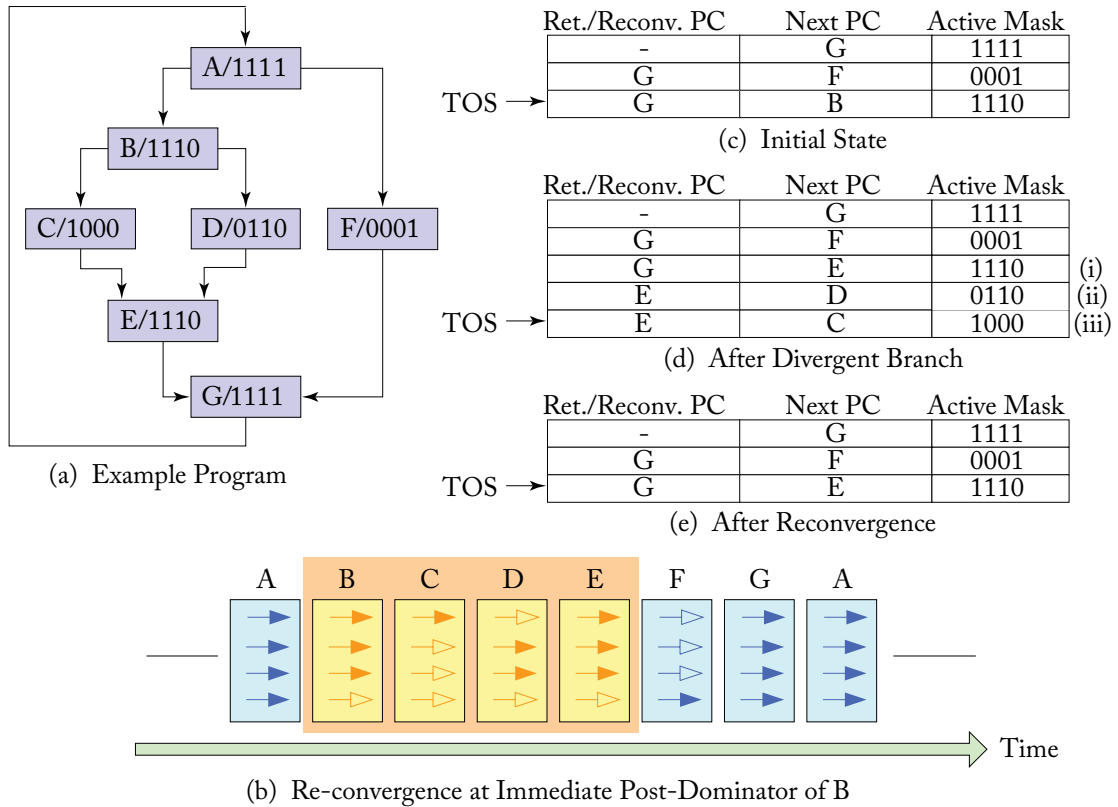 A/1111
B/1110
C/1000 D/0110 F/0001
E/1110
G/1111
(a) Example Program
Ret./Reconv. PC Next PC Active Mask
- G 1111
G F 0001
TOS G B 1110
(c) Initial State
Ret./Reconv. PC Next PC Active Mask
- G 1111
G F 0001
G E 1110 (i)
E D 0110 (ii)
TOS E C 1000 (iii)
(d) After Divergent Branch
Ret./Reconv. PC Next PC Active Mask
- G 1111
G F 0001
TOS G E 1110
(e) After Reconvergence
A B C D E F G A
Time
(b) Re-convergence at Immediate Post-Dominator of B